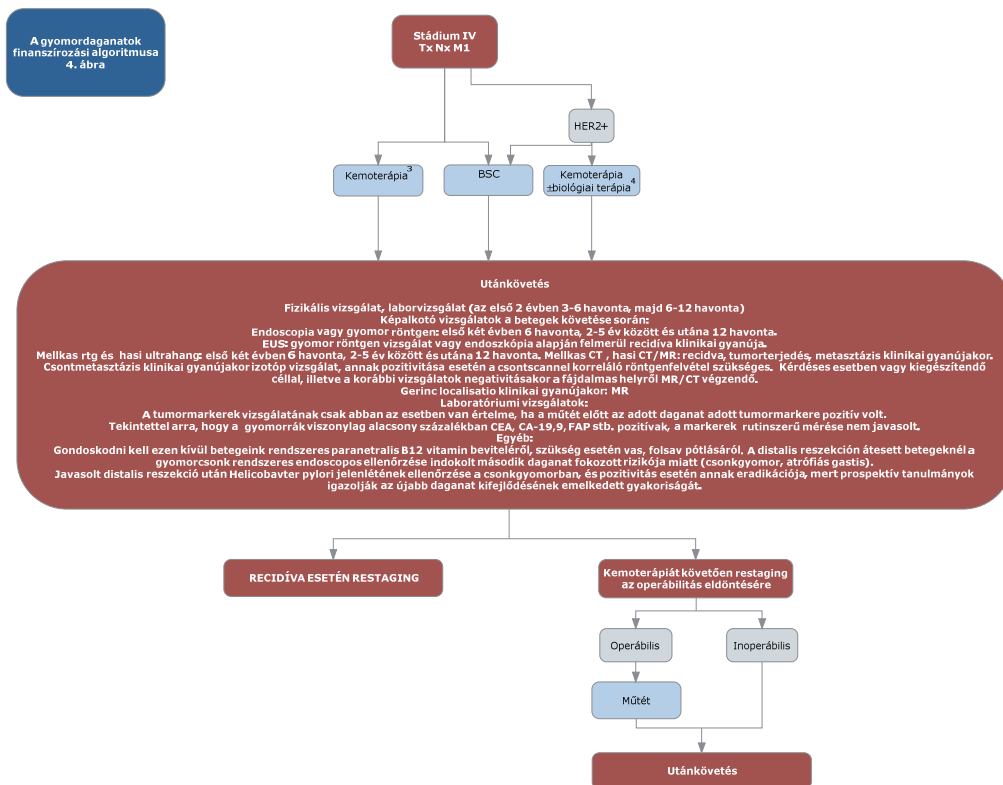 A gyomordaganatok
finanszírozási algoritmusa
4. ábra
Stádium IV
Tx Nx M1
HER2+
Kemoterápia 3
BSC
Kemoterápia
±biológiai terápia 4
Utánkövetés
Fizikális vizsgálat, laborvizsgálat (az első 2 évben 3-6 havonta, majd 6-12 havonta)
Képalkotó vizsgálatok a betegek követése során:
Endoscopia vagy gyomor röntgen: első két évben 6 havonta, 2-5 év között és utána 12 havonta.
EUS: gyomor röntgen vizsgálat vagy endoszkópia alapján felmerül recidíva klinikai gyanúja.
Mellkas rtg és hasi ultrahang: első két évben 6 havonta, 2-5 év között és utána 12 havonta. Mellkas CT , hasi CT/MR: recidva, tumorterjedés, metasztázis klinikai gyanújakor.
Csontmetasztázis klinikai gyanújakor izotóp vizsgálat, annak pozitivitása esetén a csontscannel korreláló röntgenfelvétel szükséges. Kérdéses esetben vagy kiegészítendő
céllal, illetve a korábbi vizsgálatok negativitásakor a fájdalmas helyről MR/CT végzendő.
Gerinc localisatio klinikai gyanújakor: MR
Laboratóriumi vizsgálatok:
A tumormarkerek vizsgálatának csak abban az esetben van értelme, ha a műtét előtt az adott daganat adott tumormarkere pozitív volt.
Tekintettel arra, hogy a gyomorrák viszonylag alacsony százalékban CEA, CA-19,9, FAP stb. pozitívak, a markerek rutinszerű mérése nem javasolt.
Egyéb:
Gondoskodni kell ezen kívül betegeink rendszeres paranetralis B12 vitamin beviteléről, szükség esetén vas, folsav pótlásáról. A distalis reszekción átesett betegeknél a
gyomorcsonk rendszeres endoscopos ellenőrzése indokolt második daganat fokozott rizikója miatt (csonkgyomor, atrófiás gastis).
Javasolt distalis reszekció után Helicobavter pylori jelenlétének ellenőrzése a csonkgyomorban, és pozitivitás esetén annak eradikációja, mert prospektív tanulmányok
igazolják az újabb daganat kifejlődésének emelkedett gyakoriságát.
RECIDÍVA ESETÉN RESTAGING
Kemoterápiát követően restaging
az operábilitás eldöntésére
Operábilis
Inoperábilis
Műtét
Utánkövetés